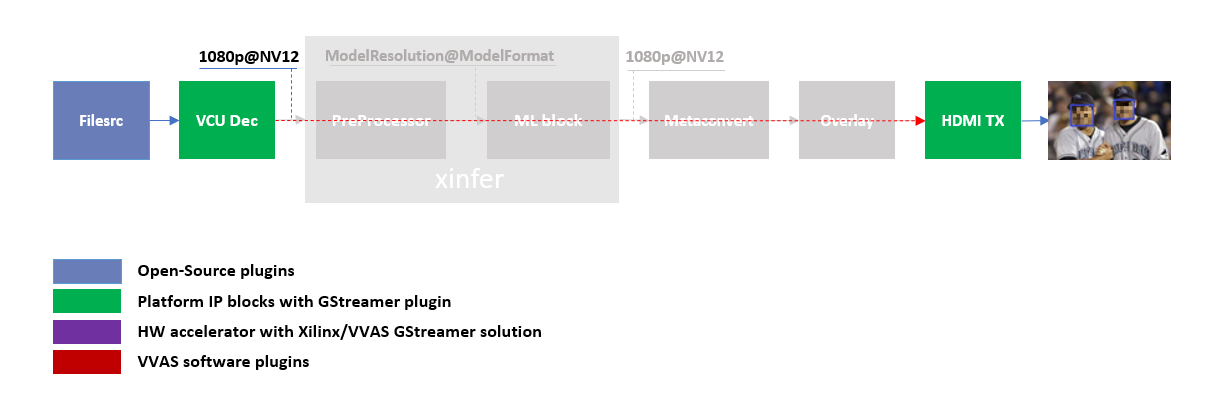 1080p@NV12
ModelResolution@ModelFormat
1080p@NV12
Filesrc
VCU Dec
PreProcessor
ML block
Metaconvert
Overlay
HDMI TX
xinfer
Open-Source plugins
Platform IP blocks with GStreamer plugin
HW accelerator with Xilinx/VVAS GStreamer solution
VVAS software plugins